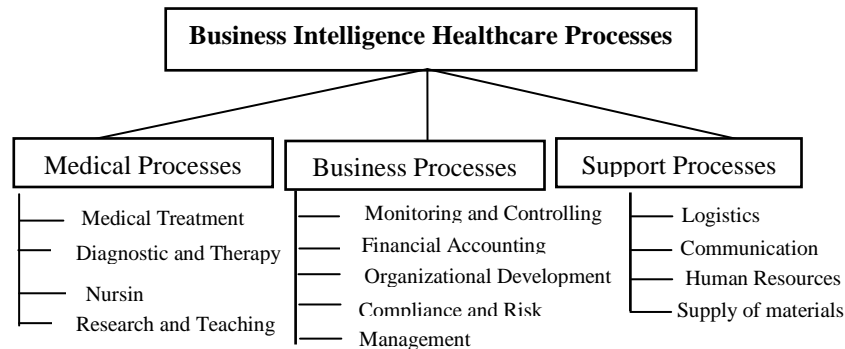 Business Intelligence Healthcare Processes
Medical Processes
Medical Treatment
Diagnostic and Therapy
Nursin
Research and Teaching
Business Processes
Monitoring and Controlling
Financial Accounting
Organizational Development
Compliance and Risk
Management
Support Processes
Logistics
Communication
Human Resources
Supply of materials